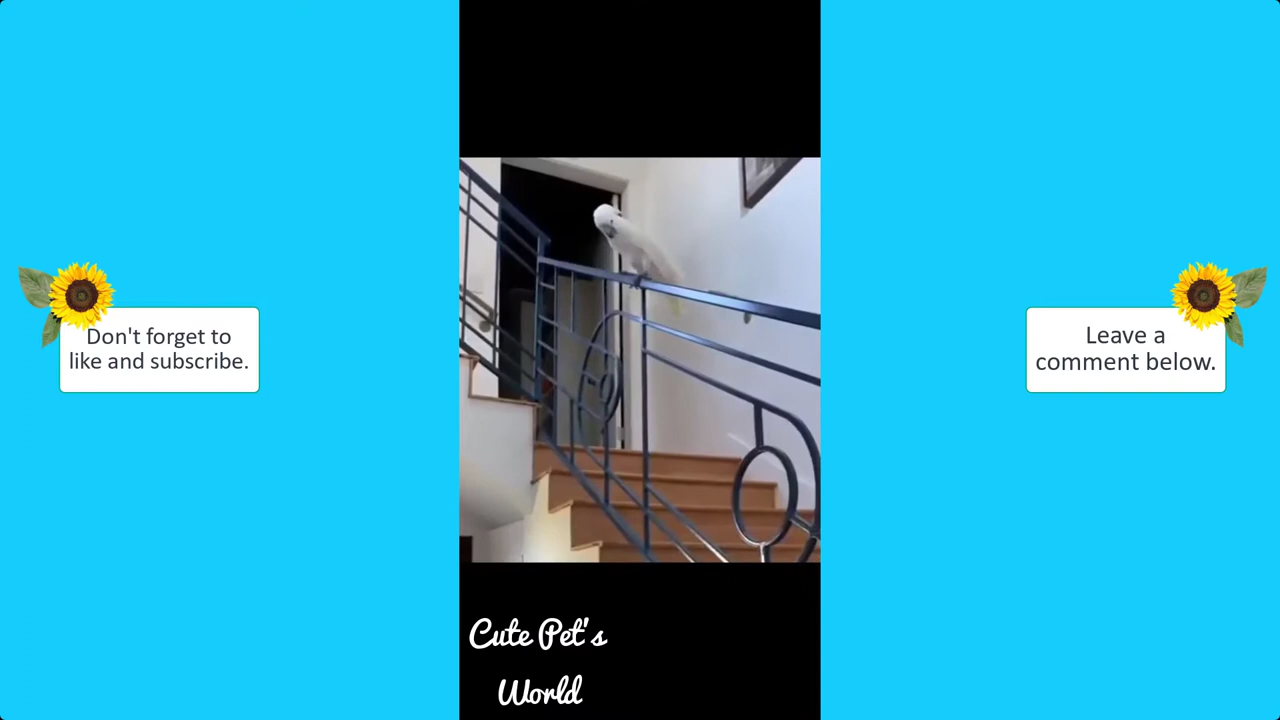 Don't forget to
like and subscribe.
Leave a
comment below.
Cute Pet's
World